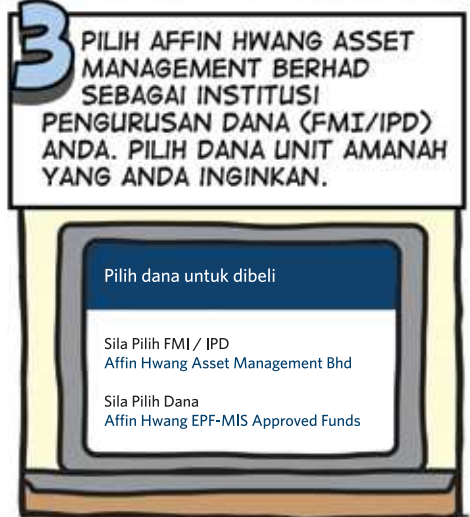 3
PILIH AFFIN HWANG ASSET
MANAGEMENT BERHAD
SEBAGAI INSTITUSI
PENGURUSAN DANA (FMI/IPD)
ANDA. PILIH DANA UNIT AMANAH
YANG ANDA INGINKAN.
Pilih dana untuk dibeli
Sila Pilih FMI / IPD
Affin Hwang Asset Management Bhd
Sila Pilih Dana
Affin Hwang EPF-MIS Approved Funds